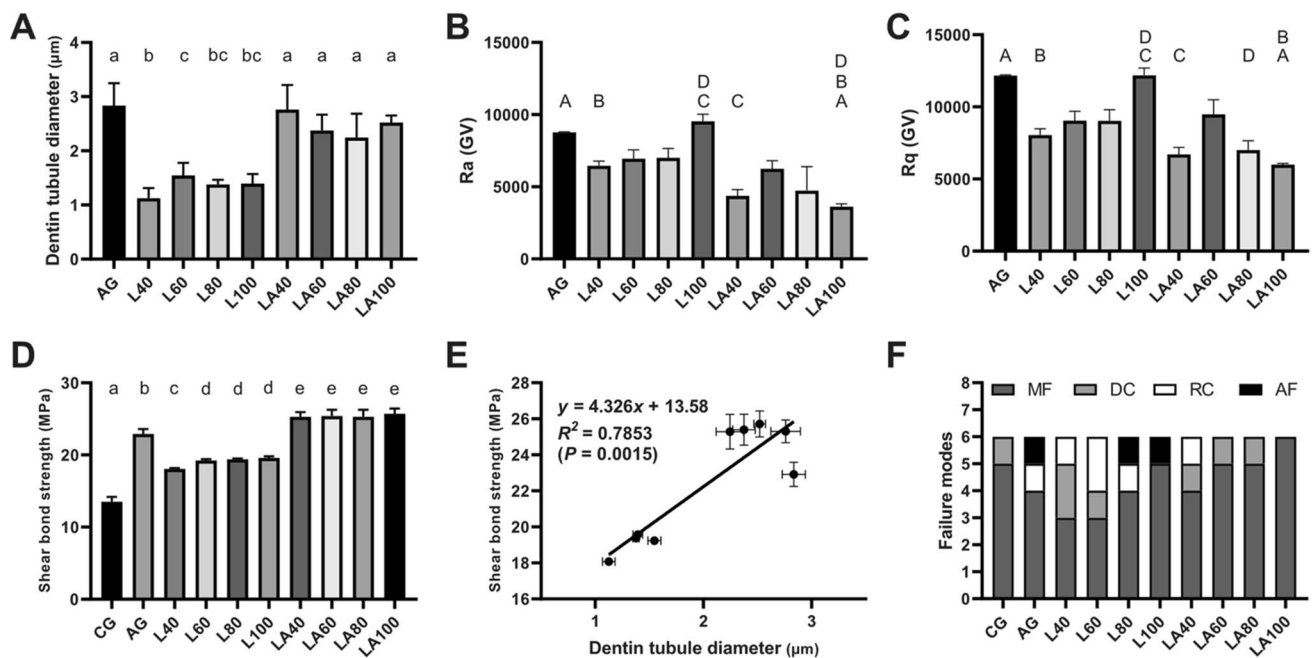 A
Dentin tubule diameter (μm)
4
3
2
1
0
a b c bc bc a a a a
AG L40 L60 L80 L100 LA40 LA60 LA80 LA100
B
Ra (GV)
15000
10000
5000
0
D D
B
A B C C A
AG L40 L60 L80 L100 LA40 LA60 LA80 LA100
C
Rq (GV)
15000
10000
5000
0
D B
A B C C D A
AG L40 L60 L80 L100 LA40 LA60 LA80 LA100
D
Shear bond strength (MPa)
30
20
10
0
a b c d d d e e e e
CG AG L40 L60 L80 L100 LA40 LA60 LA80 LA100
E
Shear bond strength (MPa)
28
26
24
22
20
18
16
y = 4.326x + 13.58
R² = 0.7853
(P = 0.0015)
1 2 3
Dentin tubule diameter (μm)
F
Failure modes
MF DC RC AF
8
7
6
5
4
3
2
1
0
CG AG L40 L60 L80 L100 LA40 LA60 LA80 LA100